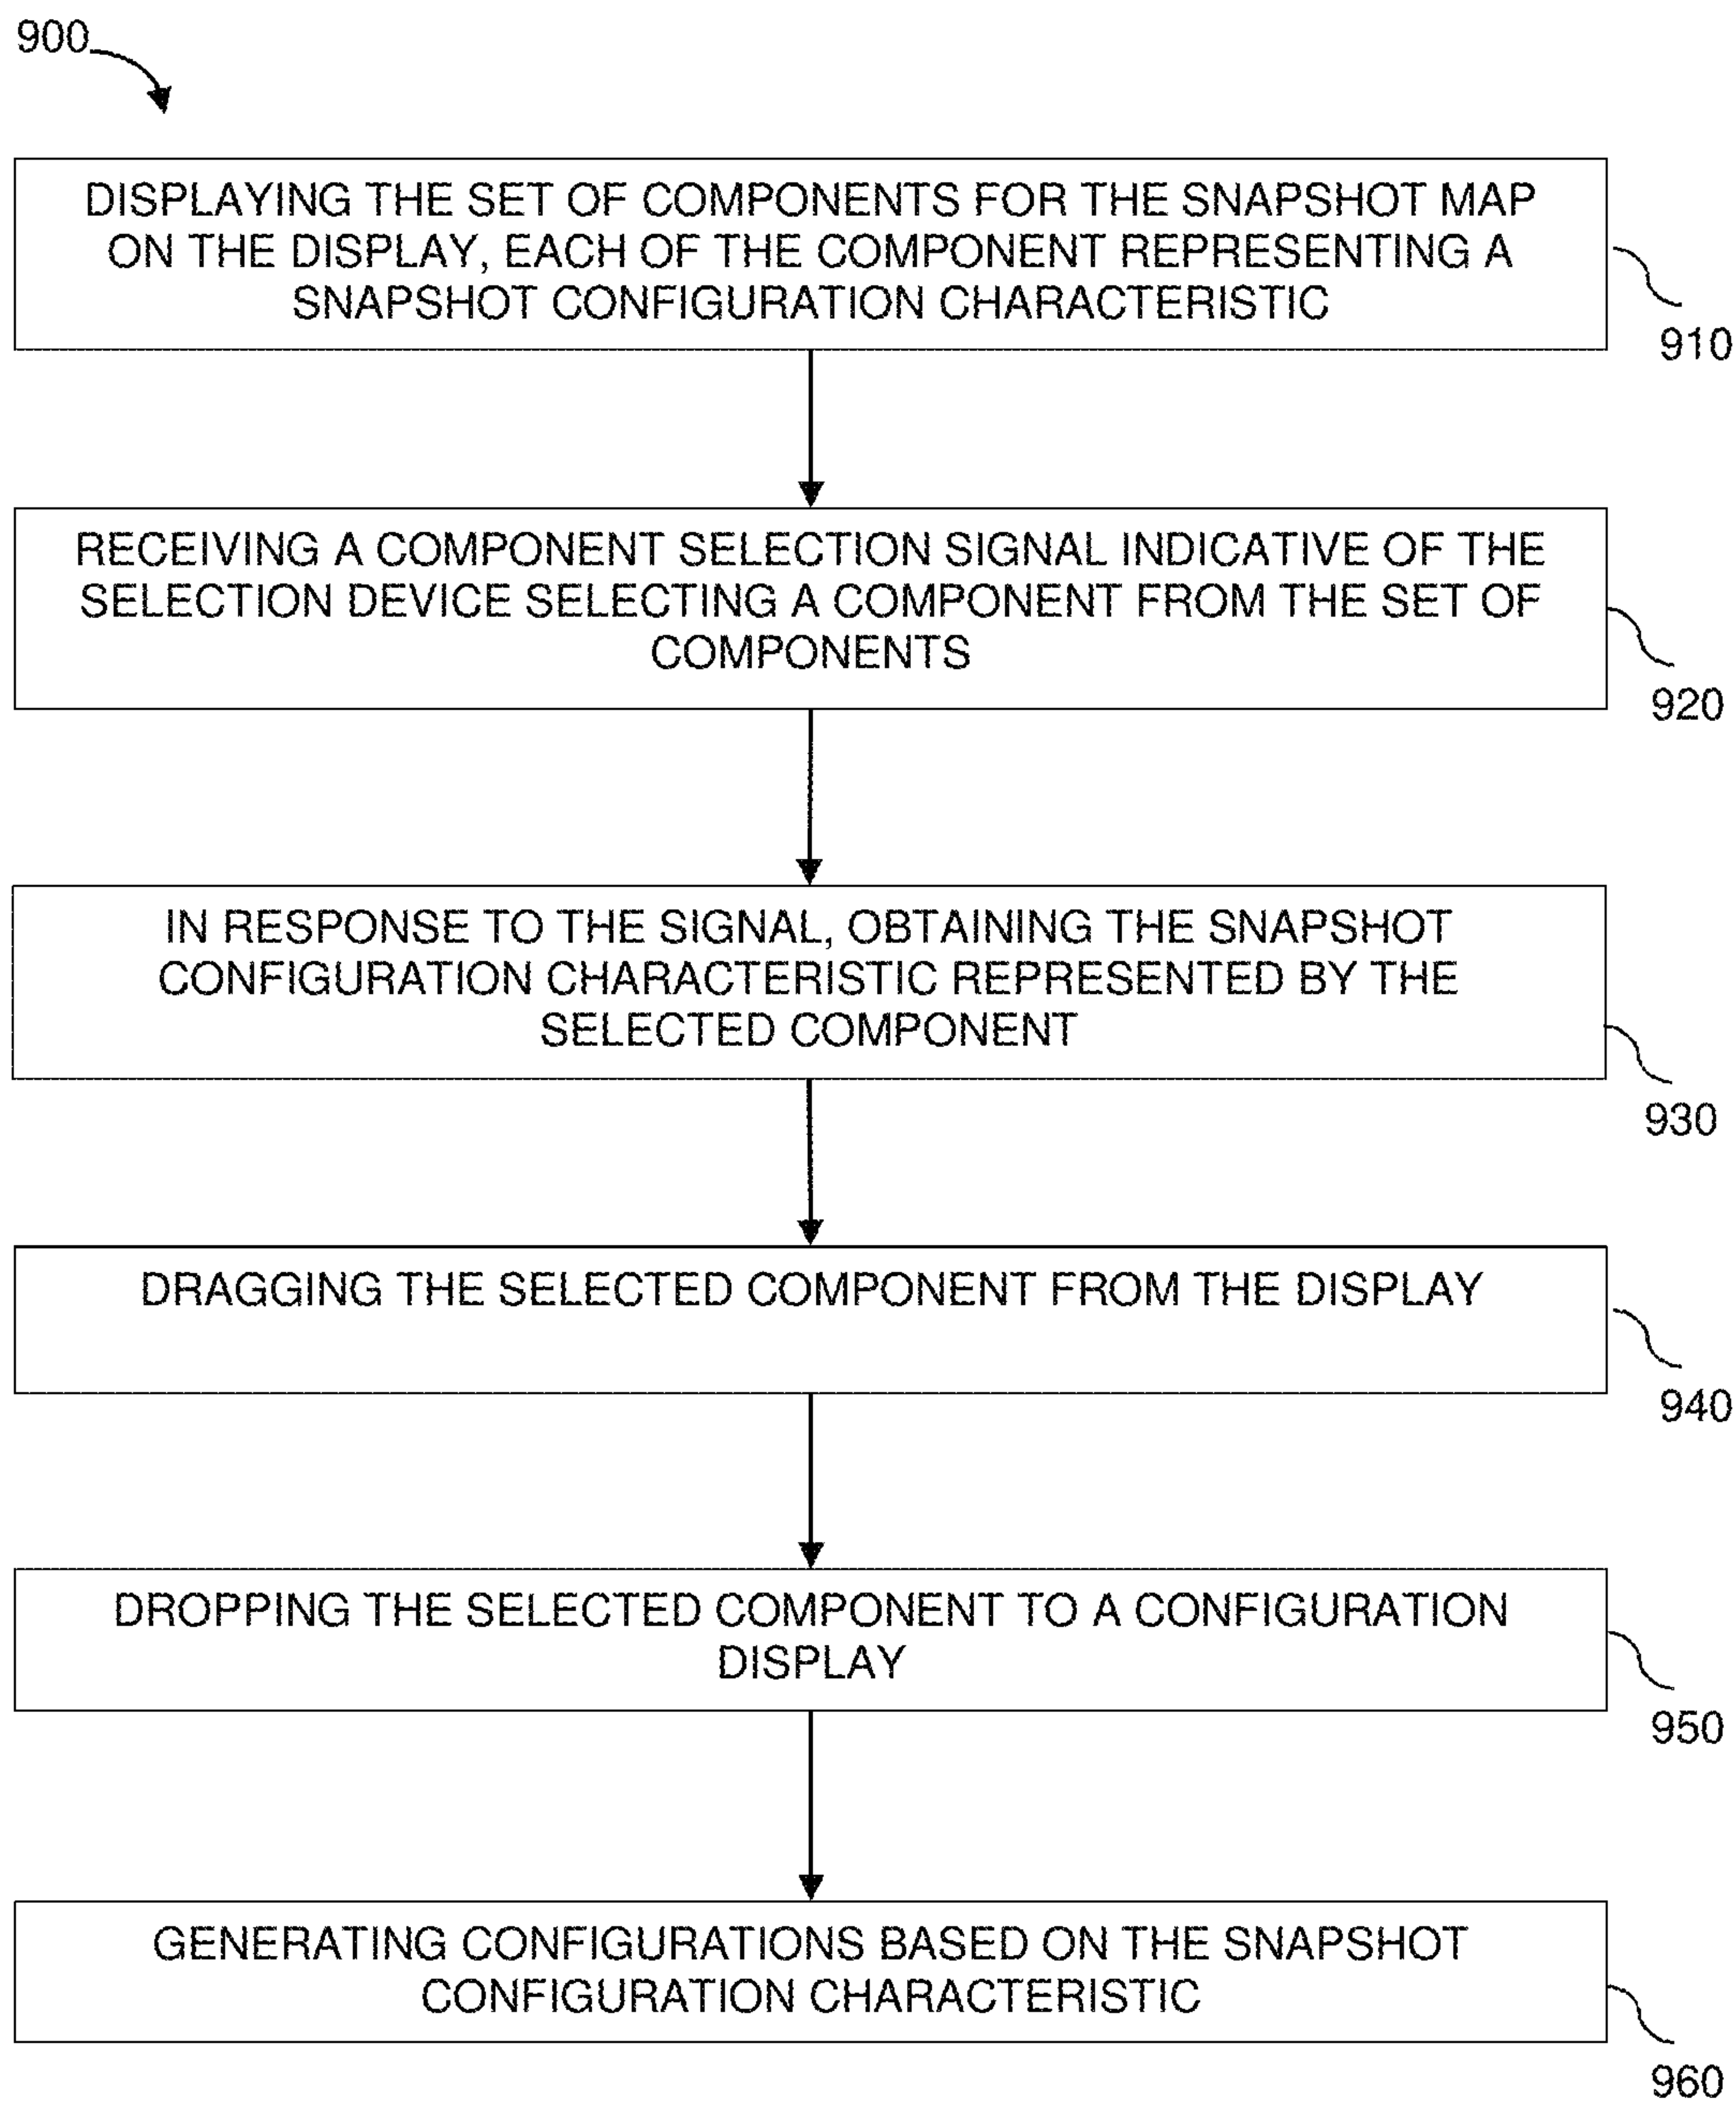 900
DISPLAYING THE SET OF COMPONENTS FOR THE SNAPSHOT MAP
ON THE DISPLAY, EACH OF THE COMPONENT REPRESENTING A
SNAPSHOT CONFIGURATION CHARACTERISTIC
910
RECEIVING A COMPONENT SELECTION SIGNAL INDICATIVE OF THE
SELECTION DEVICE SELECTING A COMPONENT FROM THE SET OF
COMPONENTS
920
IN RESPONSE TO THE SIGNAL, OBTAINING THE SNAPSHOT
CONFIGURATION CHARACTERISTIC REPRESENTED BY THE
SELECTED COMPONENT
930
DRAGGING THE SELECTED COMPONENT FROM THE DISPLAY
940
DROPPING THE SELECTED COMPONENT TO A CONFIGURATION
DISPLAY
950
GENERATING CONFIGURATIONS BASED ON THE SNAPSHOT
CONFIGURATION CHARACTERISTIC
960